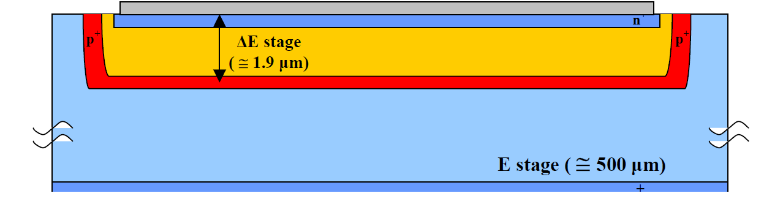 n⁺
p⁺ p⁺
ΔE stage
(≅ 1.9 μm)
E stage (≅ 500 μm)
+